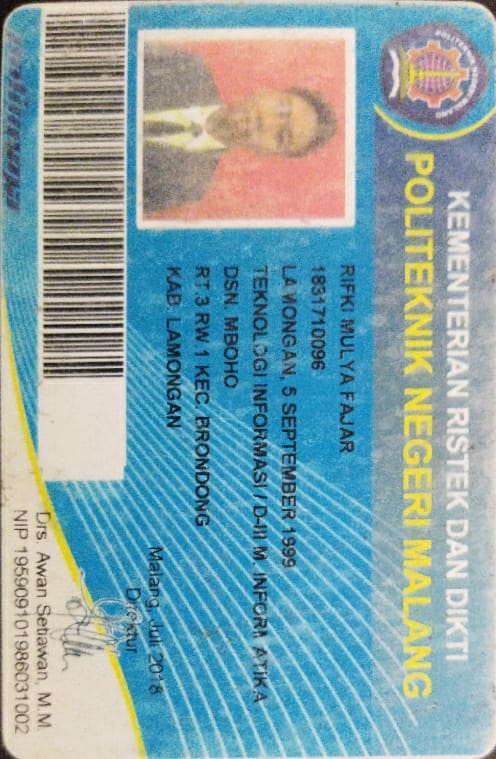 POLITEKNIK NEGERI MALANG
KEMENTERIAN RISTEK DAN DIKTI
POLITEKNIK NEGERI MALANG
RIFKI MULYA FAJAR
1831710096
LAMONGAN, 5 SEPTEMBER 1999
TEKNOLOGI INFORMASI / D-III M. INFORMATIKA
DSN. MBOHO
RT.3 RW.1 KEC. BRONDONG
KAB. LAMONGAN
Malang, Juli 2018
Direktur
Drs. Awan Setiawan, M.M.
NIP 195909101986031002
polinema